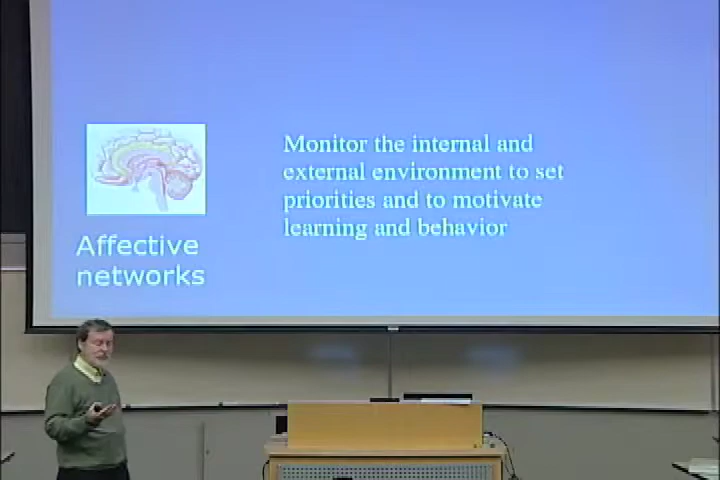 Monitor the internal and
external environment to set
priorities and to motivate
learning and behavior
Affective
networks